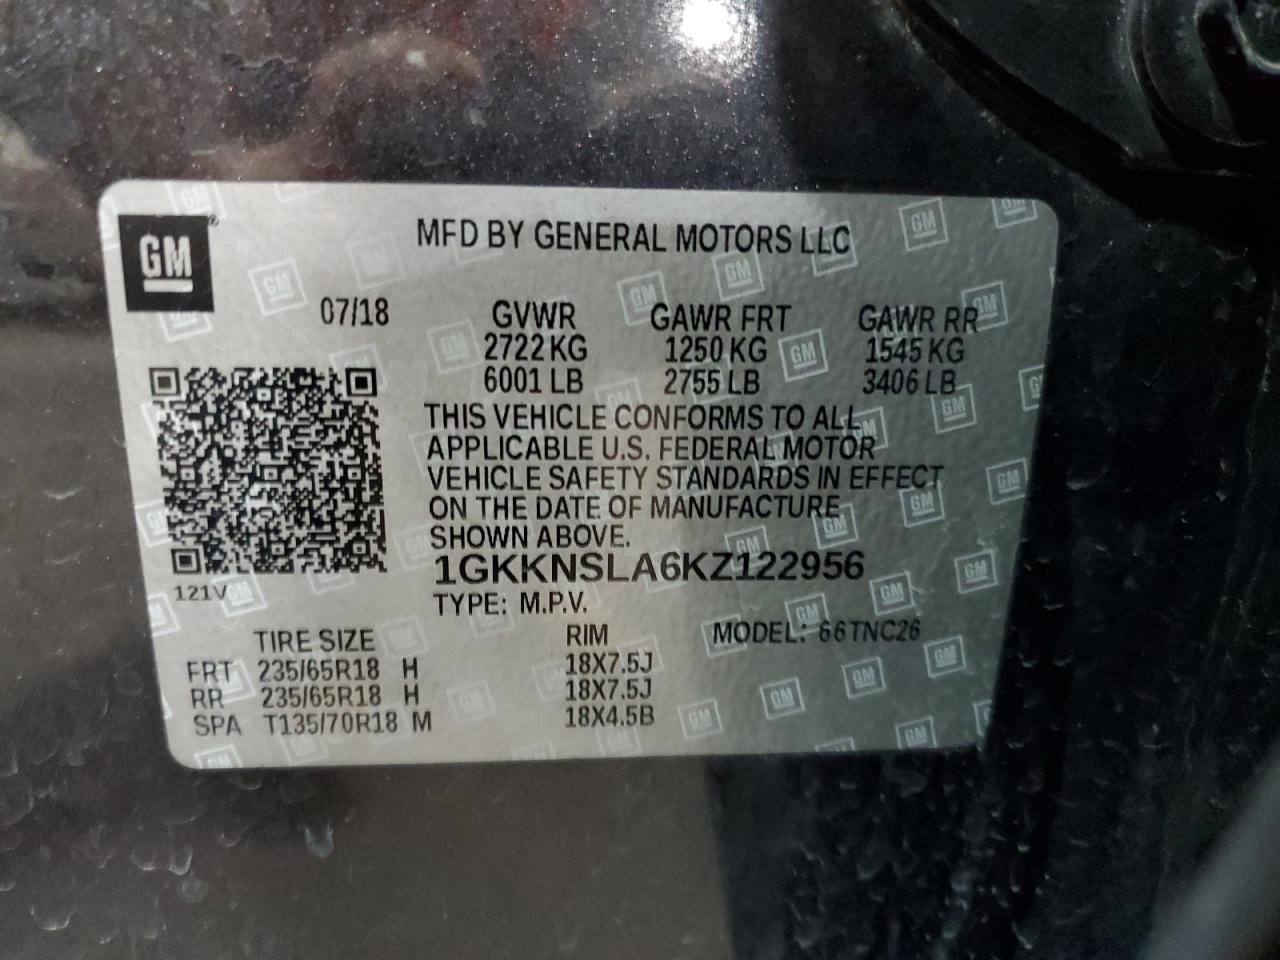 GM
MFD BY GENERAL MOTORS LLC
07/18 GVWR GAWR FRT GAWR RR
2722 KG 1250 KG 1545 KG
6001 LB 2755 LB 3406 LB
THIS VEHICLE CONFORMS TO ALL
APPLICABLE U.S. FEDERAL MOTOR
VEHICLE SAFETY STANDARDS IN EFFECT
ON THE DATE OF MANUFACTURE
SHOWN ABOVE.
1GKKNSLA6KZ122956
121V
TYPE: M.P.V.
TIRE SIZE RIM MODEL: 66TNC26
FRT 235/65R18 H 18X7.5J
RR 235/65R18 H 18X7.5J
SPA T135/70R18 M 18X4.5B